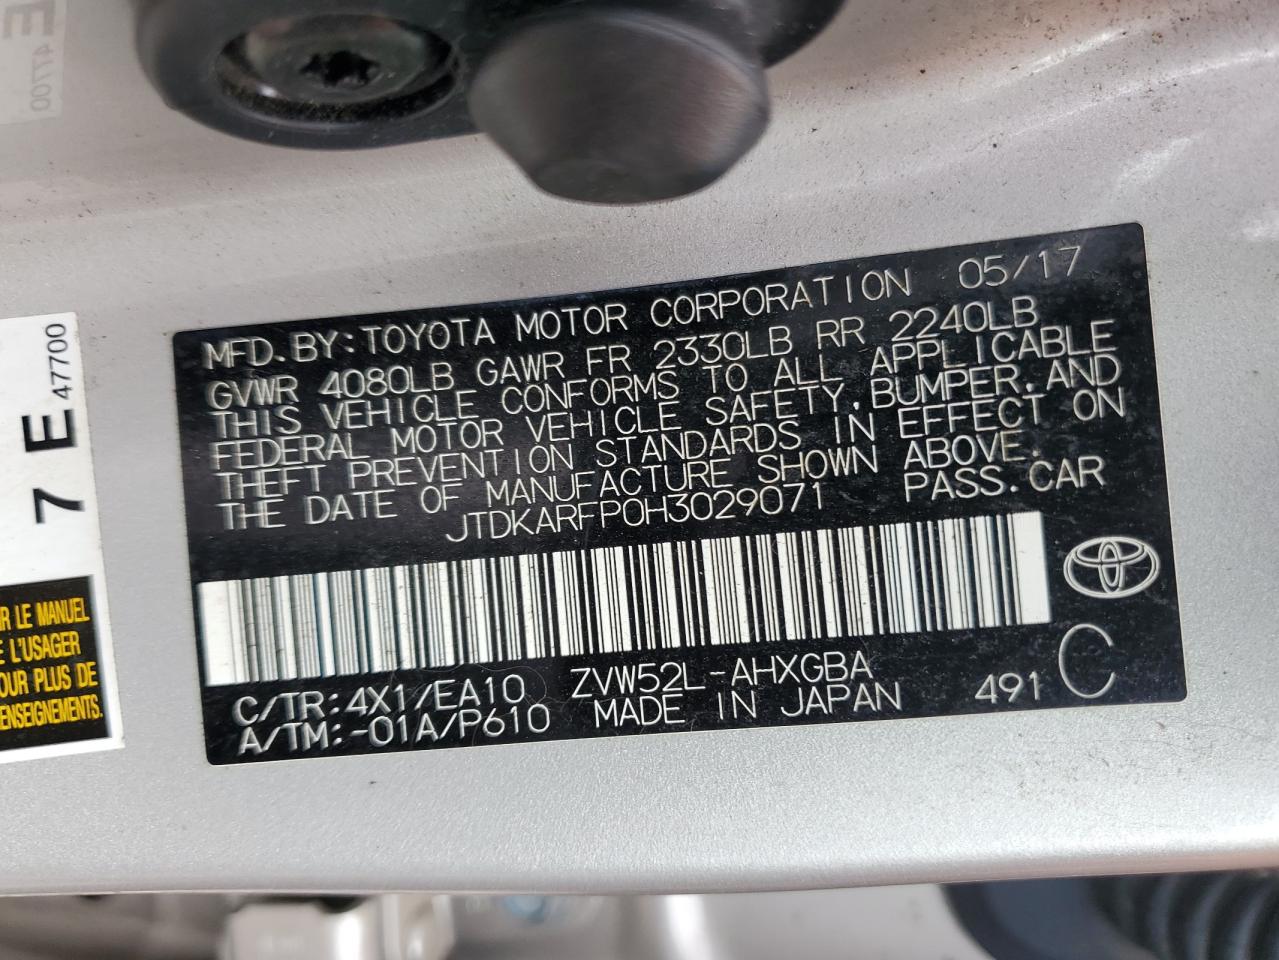 E
47700
7 E 47700
R LE MANUEL
E L'USAGER
OUR PLUS DE
ENSEIGNEMENTS.
MFD.BY:TOYOTA MOTOR CORPORATION 05/17
GVWR 4080LB GAWR FR 2330LB RR 2240LB
THIS VEHICLE CONFORMS TO ALL APPLICABLE
FEDERAL MOTOR VEHICLE SAFETY,BUMPER,AND
THEFT PREVENTION STANDARDS IN EFFECT ON
THE DATE OF MANUFACTURE SHOWN ABOVE.
JTDKARFP0H3029071 PASS.CAR
C/TR:4X1/EA10 ZVW52L-AHXGBA
A/TM:-01A/P610 MADE IN JAPAN 491 C